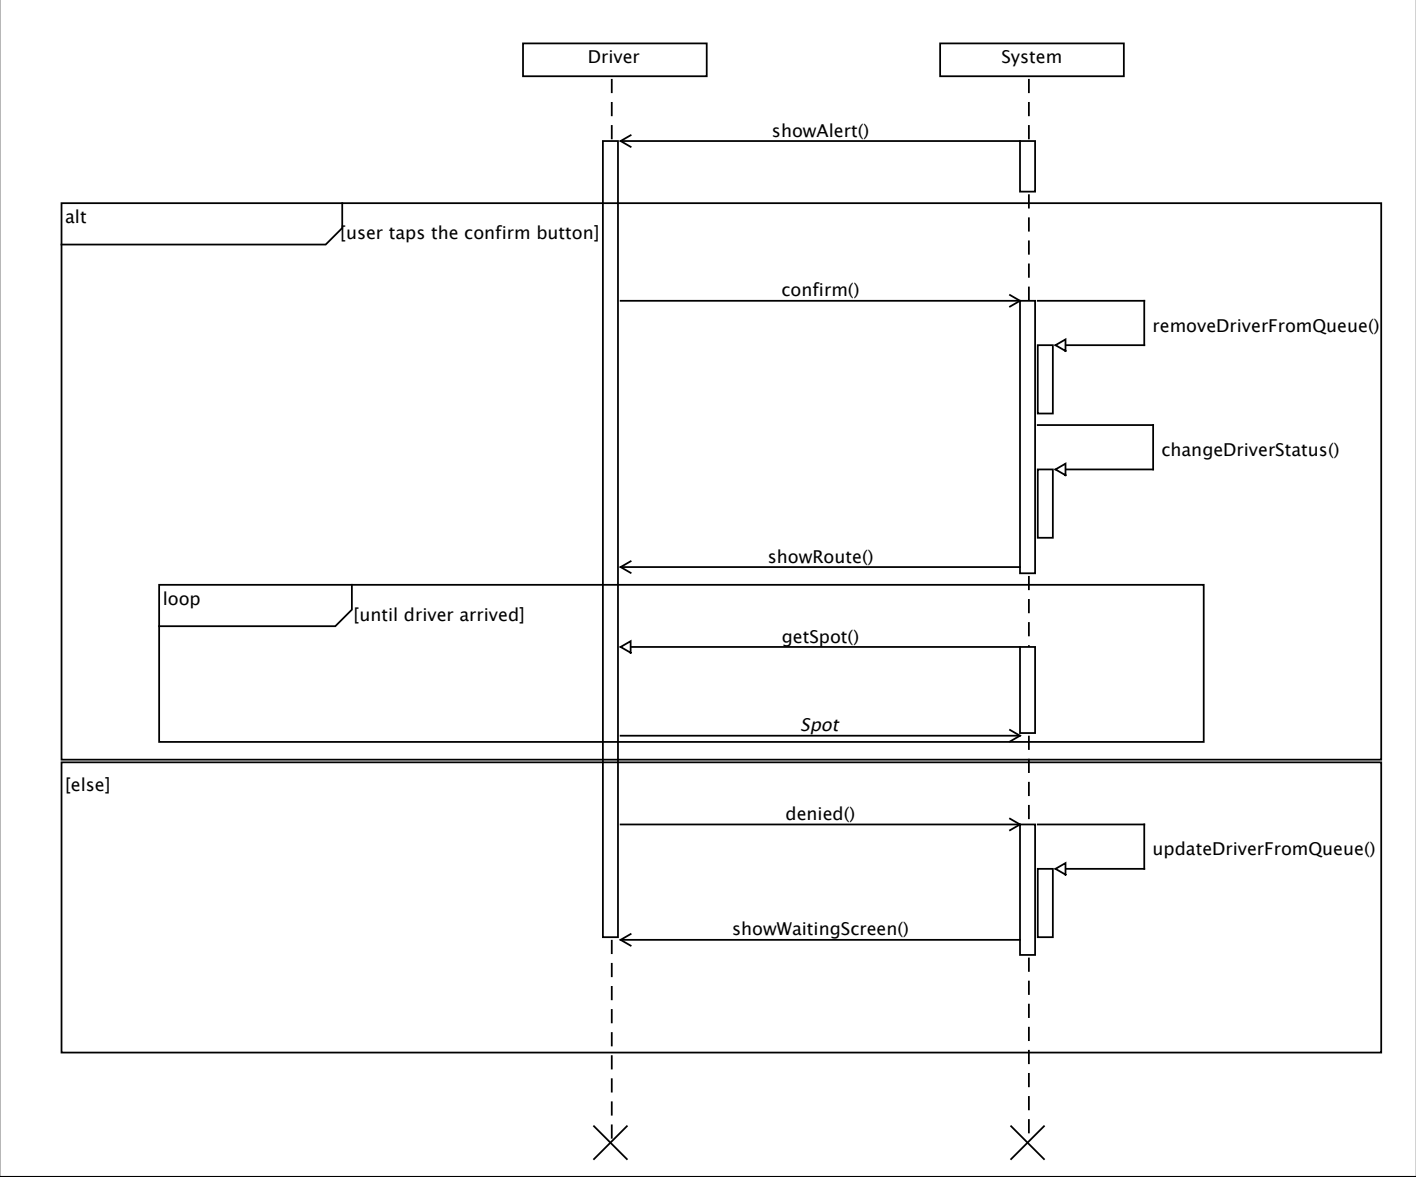 Driver
System
showAlert()
alt
[user taps the confirm button]
confirm()
removeDriverFromQueue()
changeDriverStatus()
showRoute()
loop
[until driver arrived]
getSpot()
Spot
[else]
denied()
updateDriverFromQueue()
showWaitingScreen()